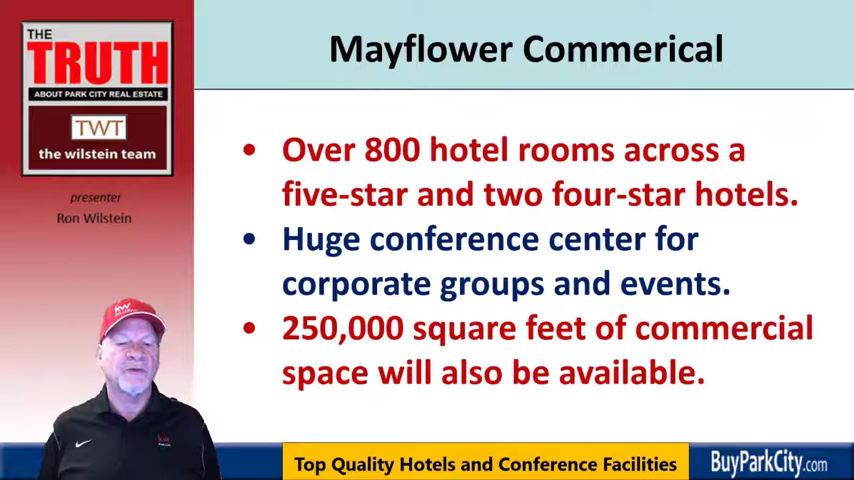 THE
TRUTH
ABOUT PARK CITY REAL ESTATE
TWT
the wilstein team
presenter
Ron Wilstein
Mayflower Commerical
• Over 800 hotel rooms across a
five-star and two four-star hotels.
• Huge conference center for
corporate groups and events.
• 250,000 square feet of commercial
space will also be available.
kw
kw
Top Quality Hotels and Conference Facilities
BuyParkCity.com